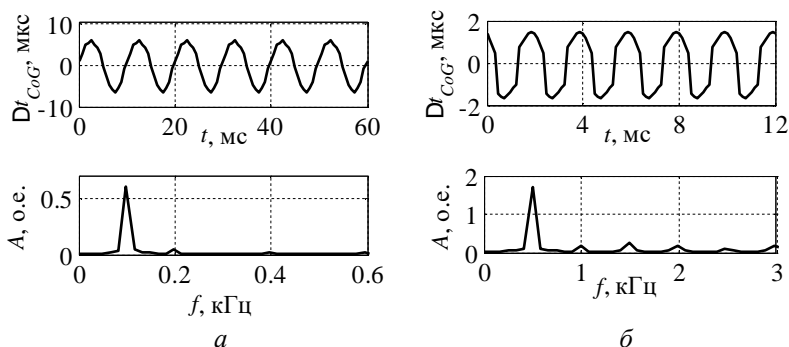 Dt_CoG, мкс
10
0
-10
0 20 40 60
t, мс
Dt_CoG, мкс
2
0
-2
0 4 8 12
t, мс
A, о.е.
0.5
0
0 0.2 0.4 0.6
f, кГц
а
A, о.е.
2
1
0
0 1 2 3
f, кГц
б